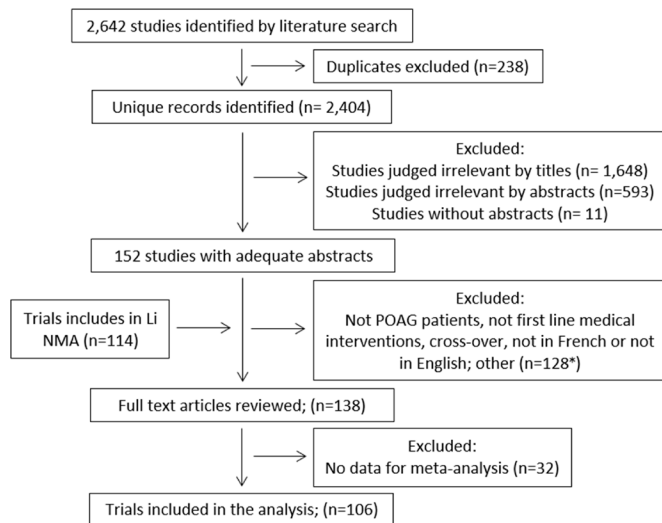 2,642 studies identified by literature search
Duplicates excluded (n=238)
Unique records identified (n= 2,404)
Excluded:
Studies judged irrelevant by titles (n= 1,648)
Studies judged irrelevant by abstracts (n=593)
Studies without abstracts (n= 11)
152 studies with adequate abstracts
Trials includes in Li
NMA (n=114)
Excluded:
Not POAG patients, not first line medical
interventions, cross-over, not in French or not
in English; other (n=128*)
Full text articles reviewed; (n=138)
Excluded:
No data for meta-analysis (n=32)
Trials included in the analysis; (n=106)